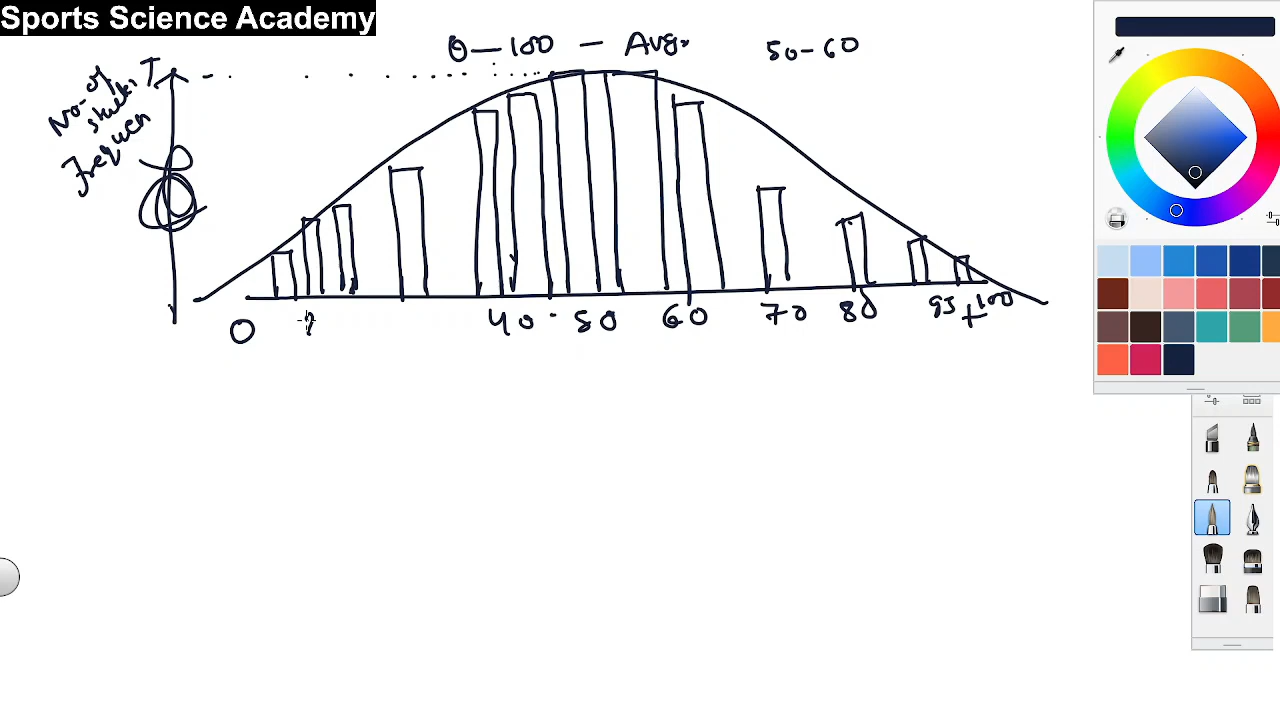 Sports Science Academy
0 — 100 — Avg. 50-60
No. of
Frequen
0 40 50 60 70 80 95 100